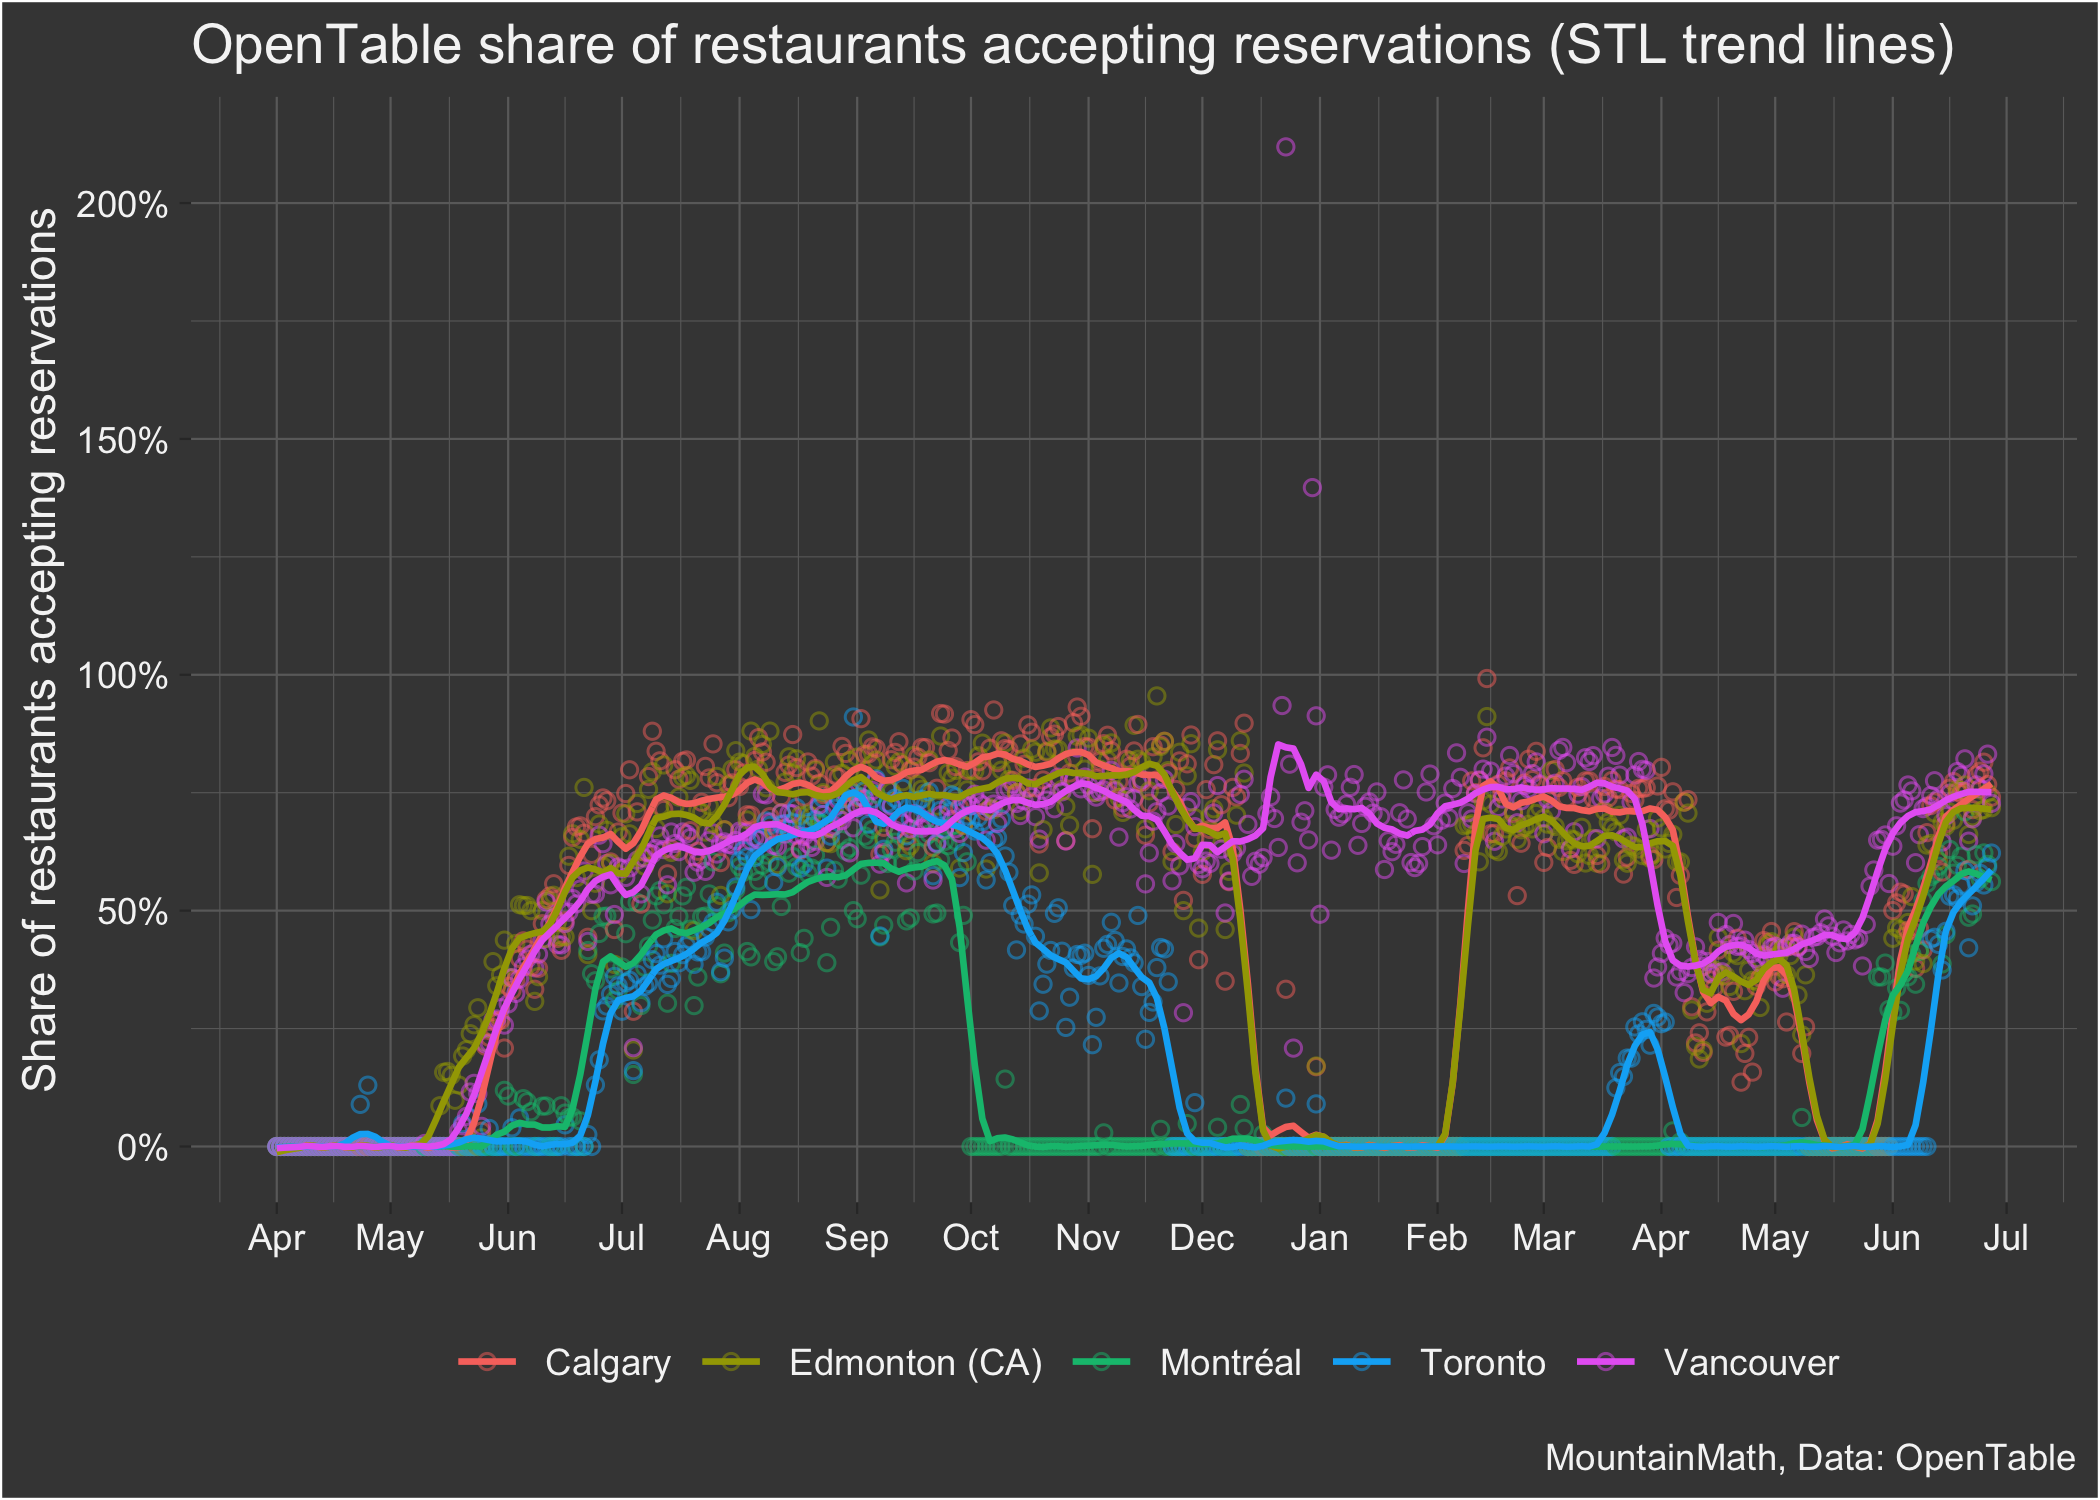 OpenTable share of restaurants accepting reservations (STL trend lines)
Share of restaurants accepting reservations
200%
150%
100%
50%
0%
Apr May Jun Jul Aug Sep Oct Nov Dec Jan Feb Mar Apr May Jun Jul
Calgary Edmonton (CA) Montréal Toronto Vancouver
MountainMath, Data: OpenTable